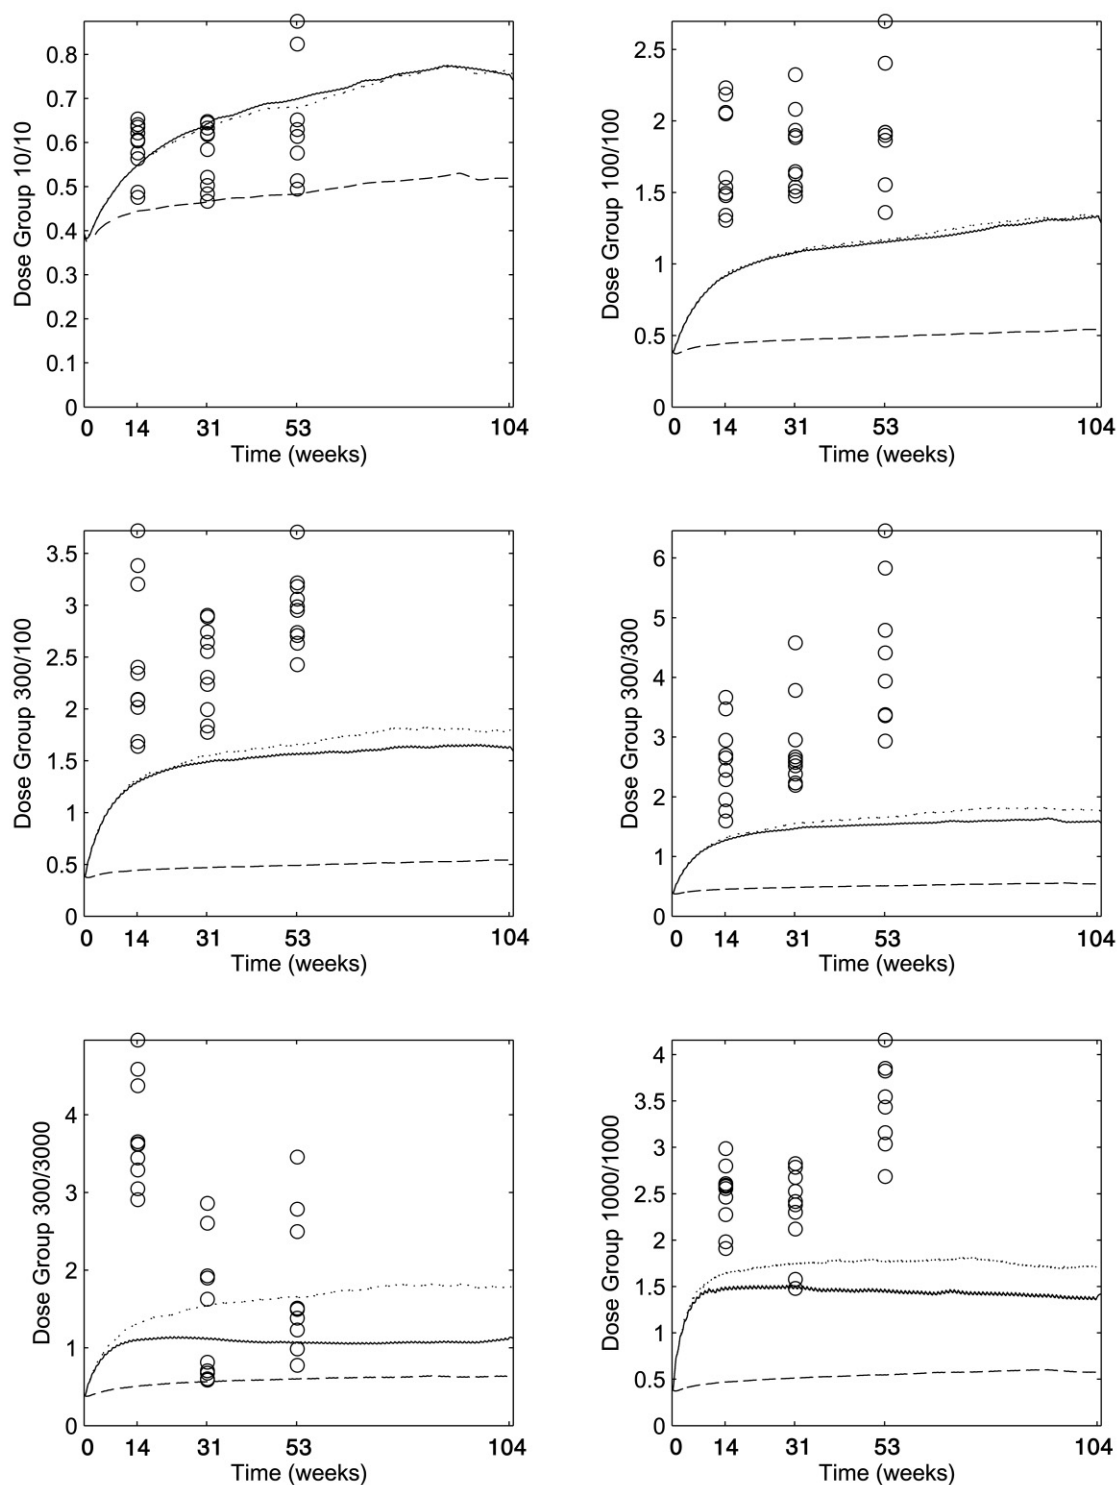 Dose Group 10/10
0.8
0.7
0.6
0.5
0.4
0.3
0.2
0.1
0
0 14 31 53 104
Time (weeks)
Dose Group 100/100
2.5
2
1.5
1
0.5
0
0 14 31 53 104
Time (weeks)
Dose Group 300/100
3.5
3
2.5
2
1.5
1
0.5
0
0 14 31 53 104
Time (weeks)
Dose Group 300/300
6
5
4
3
2
1
0
0 14 31 53 104
Time (weeks)
Dose Group 300/3000
4
3
2
1
0
0 14 31 53 104
Time (weeks)
Dose Group 1000/1000
4
3.5
3
2.5
2
1.5
1
0.5
0
0 14 31 53 104
Time (weeks)